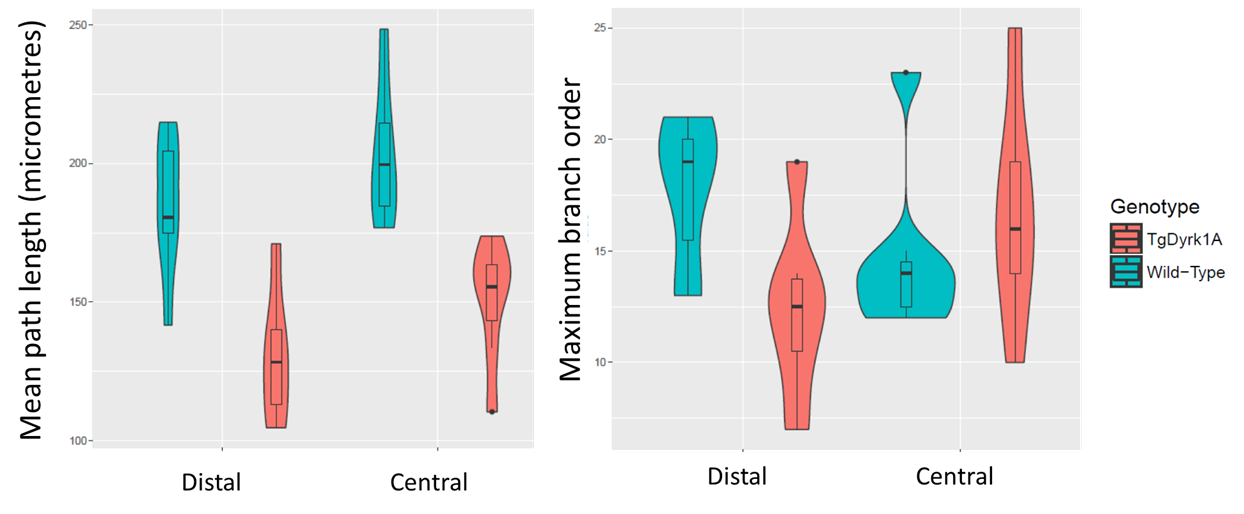 Mean path length (micrometres)
250
200
150
100
Distal
Central
Maximum branch order
25
20
15
10
Distal
Central
Genotype
TgDyrk1A
Wild-Type